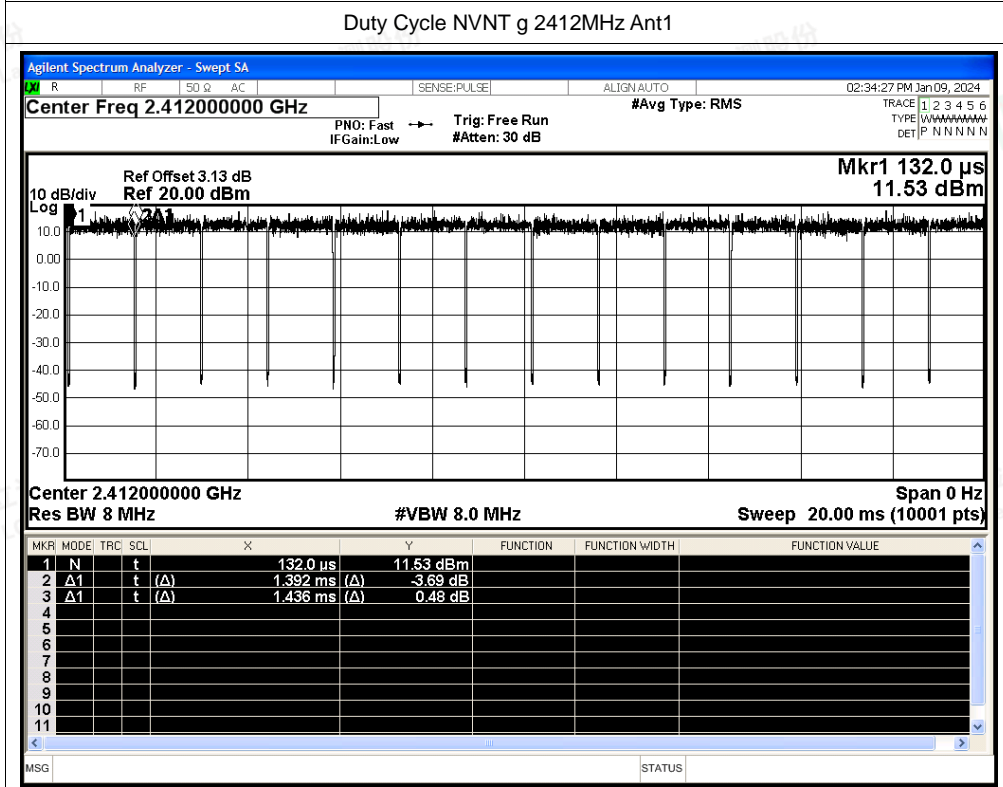 Duty Cycle NVNT g 2412MHz Ant1
Agilent Spectrum Analyzer - Swept SA
LXI R RF 50 Ω AC SENSE:PULSE ALIGN AUTO 02:34:27 PM Jan 09, 2024
Center Freq 2.412000000 GHz #Avg Type: RMS TRACE 1 2 3 4 5 6
PNO: Fast Trig: Free Run TYPE WWWWWW
IFGain:Low #Atten: 30 dB DET P N N N N N
Mkr1 132.0 µs
11.53 dBm
Ref Offset 3.13 dB
10 dB/div Ref 20.00 dBm
Log
1 2Δ1
10.0
0.00
-10.0
-20.0
-30.0
-40.0
-50.0
-60.0
-70.0
Center 2.412000000 GHz Span 0 Hz
Res BW 8 MHz #VBW 8.0 MHz Sweep 20.00 ms (10001 pts)
MKR MODE TRC SCL X Y FUNCTION FUNCTION WIDTH FUNCTION VALUE
1 N t 132.0 µs 11.53 dBm
2 Δ1 t (Δ) 1.392 ms (Δ) -3.69 dB
3 Δ1 t (Δ) 1.436 ms (Δ) 0.48 dB
4
5
6
7
8
9
10
11
MSG STATUS